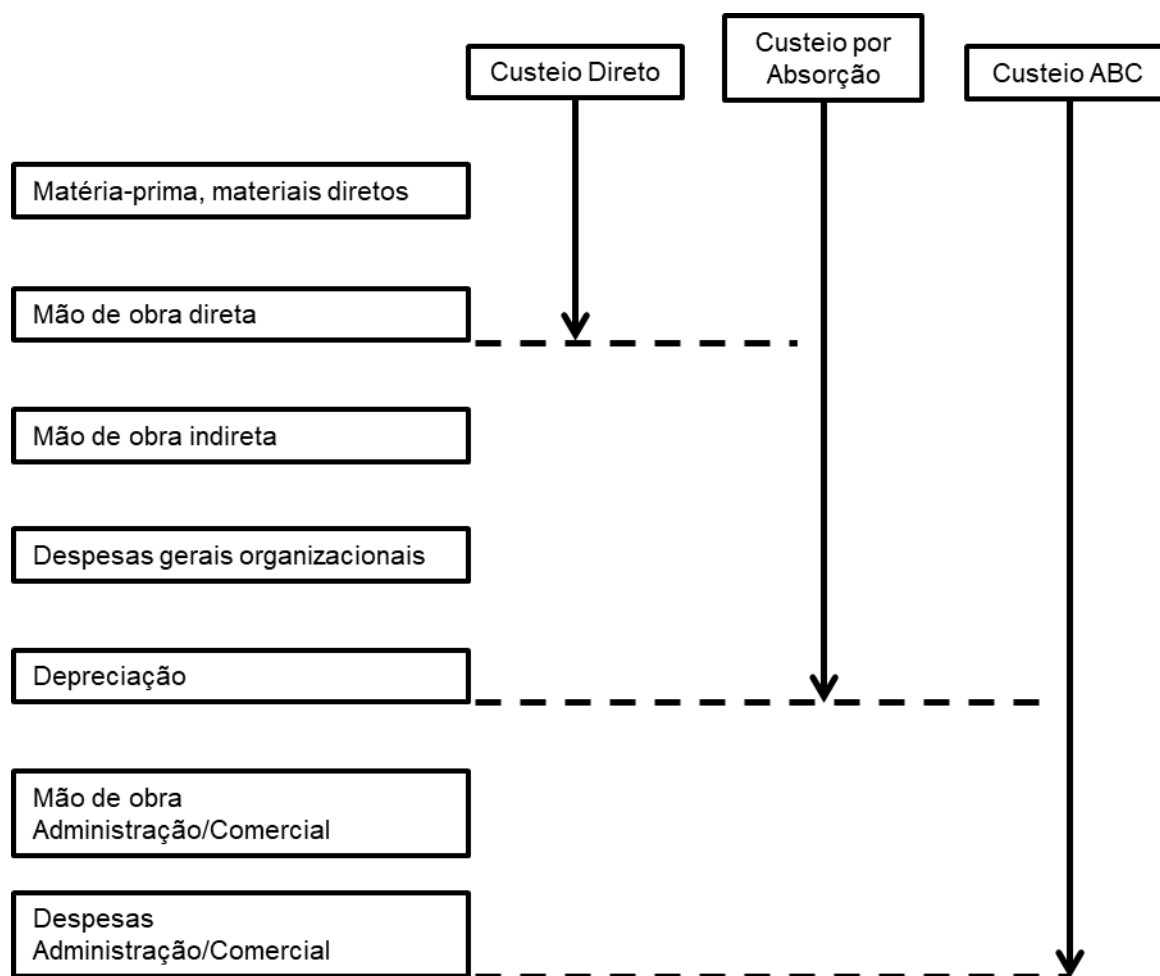 Custeio Direto
Custeio por
Absorção
Custeio ABC
Matéria-prima, materiais diretos
Mão de obra direta
Mão de obra indireta
Despesas gerais organizacionais
Depreciação
Mão de obra
Administração/Comercial
Despesas
Administração/Comercial